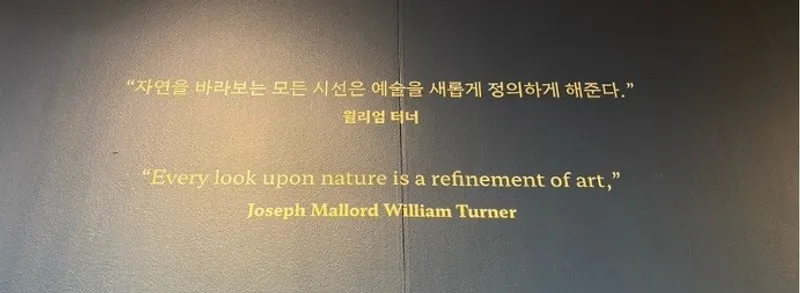 “자연을 바라보는 모든 시선은 예술을 새롭게 정의하게 해준다.”
윌리엄 터너
“Every look upon nature is a refinement of art,”
Joseph Mallord William Turner